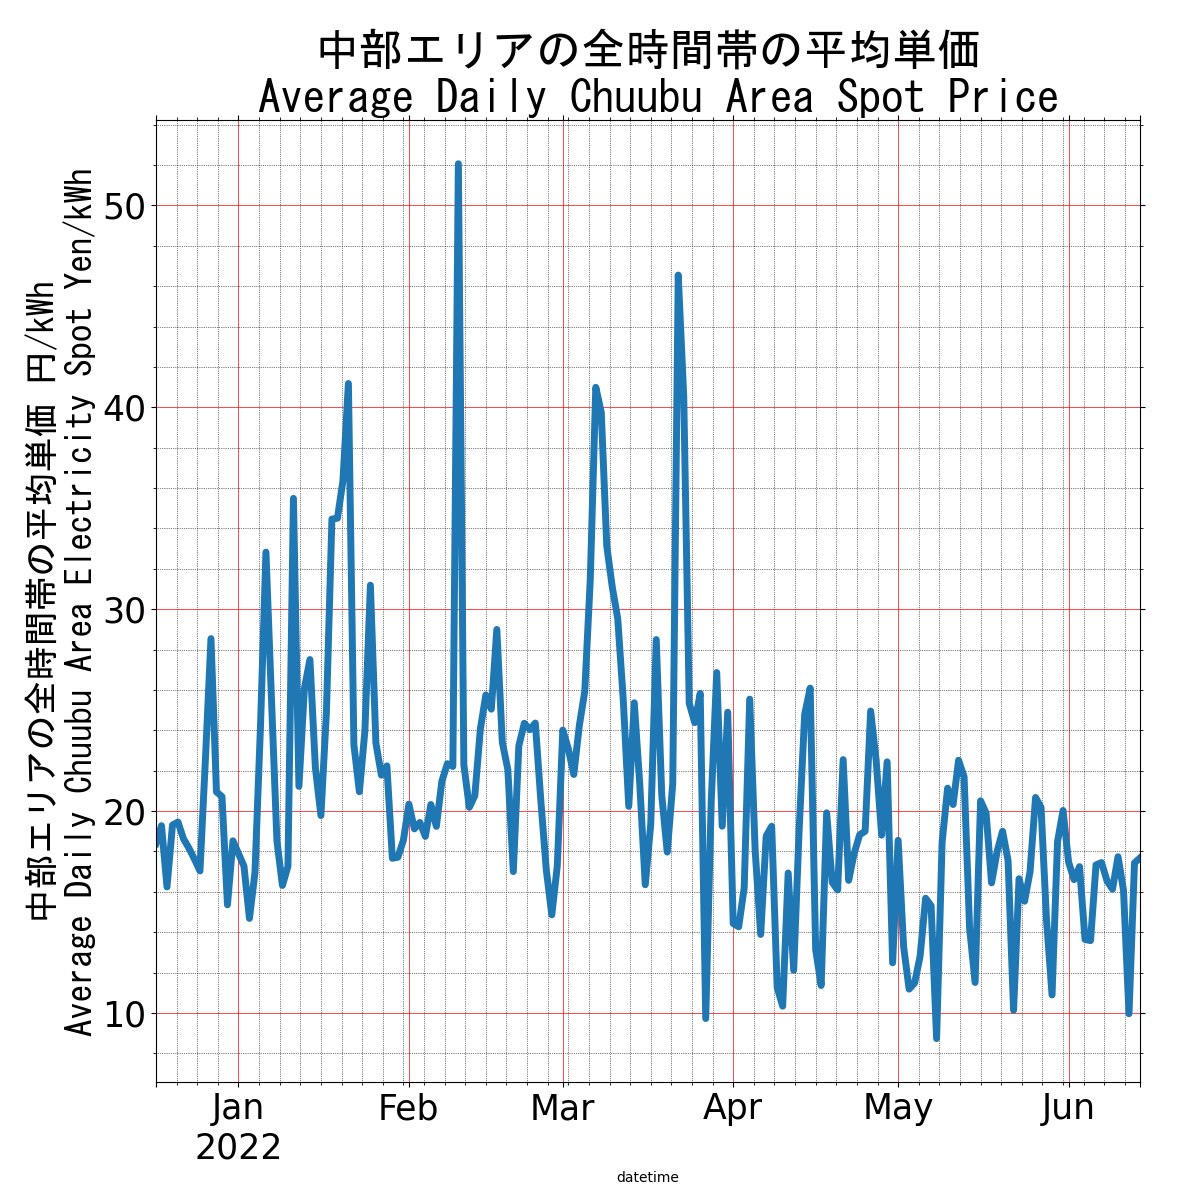 中部エリアの全時間帯の平均単価
Average Daily Chuubu Area Spot Price
中部エリアの全時間帯の平均単価 円/kWh
Average Daily Chuubu Area Electricity Spot Yen/kWh
50
40
30
20
10
Jan
2022
Feb
Mar
Apr
May
Jun
datetime